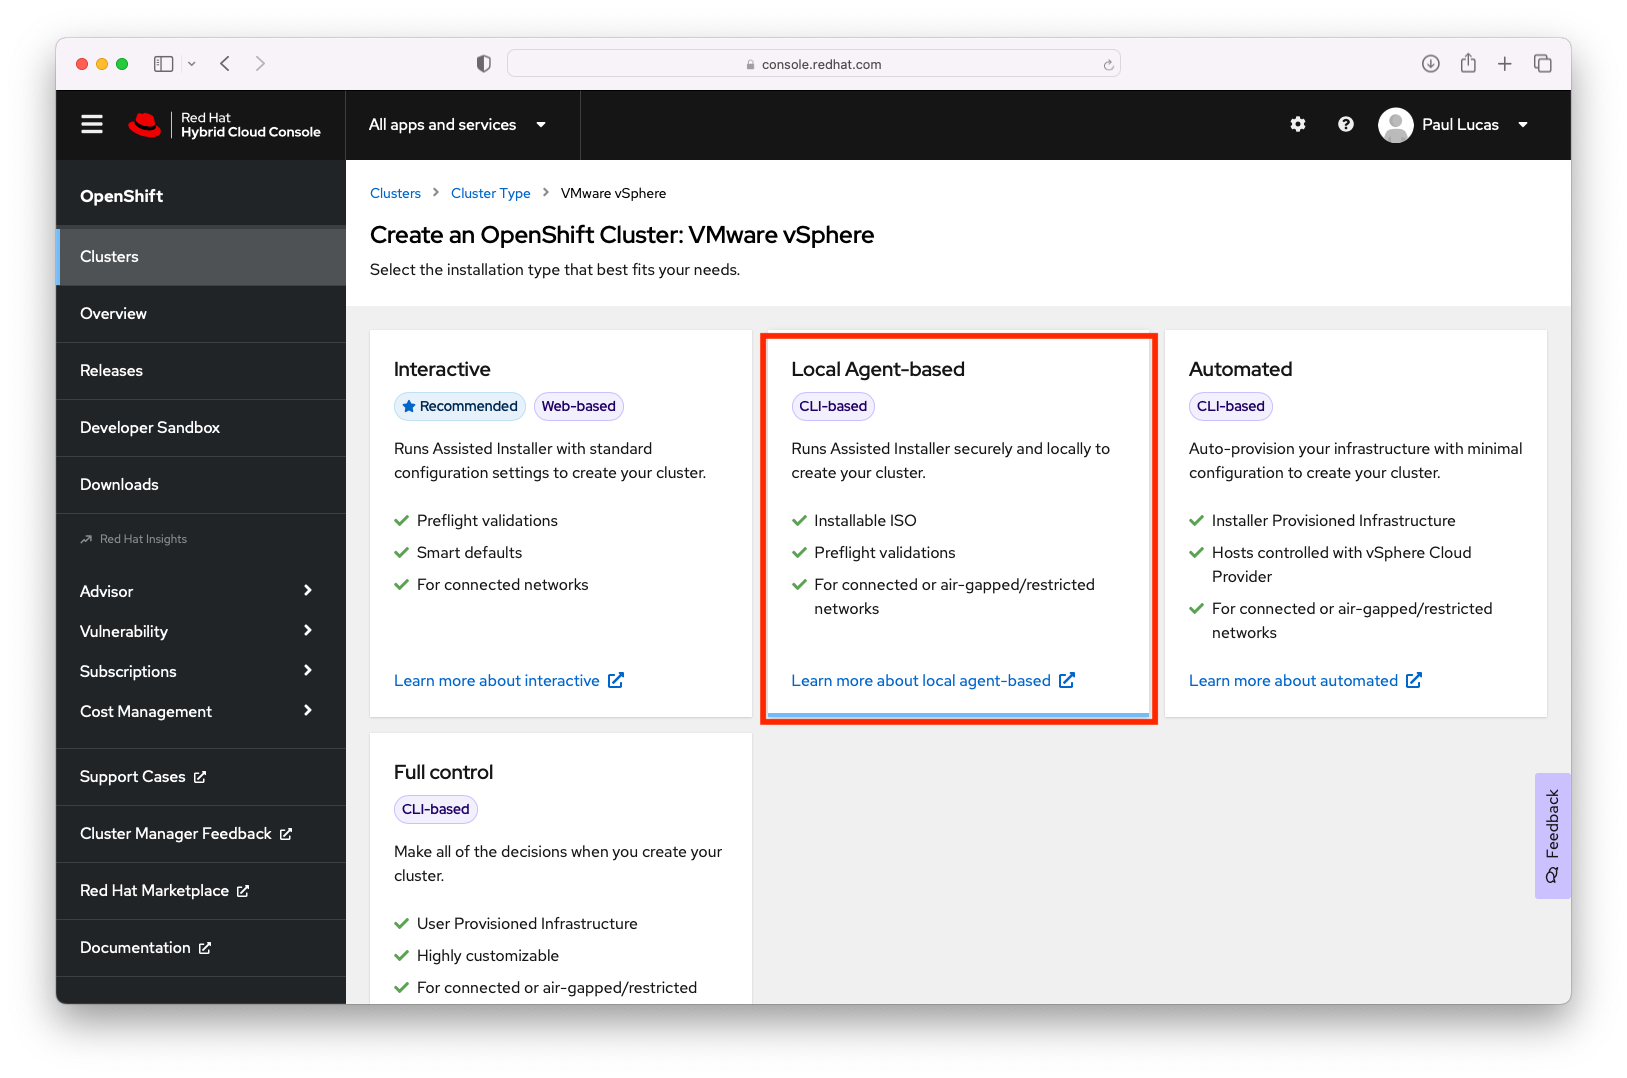 console.redhat.com
Red Hat
Hybrid Cloud Console
All apps and services
Paul Lucas
OpenShift
Clusters
Overview
Releases
Developer Sandbox
Downloads
Red Hat Insights
Advisor
Vulnerability
Subscriptions
Cost Management
Support Cases
Cluster Manager Feedback
Red Hat Marketplace
Documentation
Clusters > Cluster Type > VMware vSphere
Create an OpenShift Cluster: VMware vSphere
Select the installation type that best fits your needs.
Interactive
Recommended Web-based
Runs Assisted Installer with standard
configuration settings to create your cluster.
Preflight validations
Smart defaults
For connected networks
Learn more about interactive
Local Agent-based
CLI-based
Runs Assisted Installer securely and locally to
create your cluster.
Installable ISO
Preflight validations
For connected or air-gapped/restricted
networks
Learn more about local agent-based
Automated
CLI-based
Auto-provision your infrastructure with minimal
configuration to create your cluster.
Installer Provisioned Infrastructure
Hosts controlled with vSphere Cloud
Provider
For connected or air-gapped/restricted
networks
Learn more about automated
Full control
CLI-based
Make all of the decisions when you create your
cluster.
User Provisioned Infrastructure
Highly customizable
For connected or air-gapped/restricted
Feedback